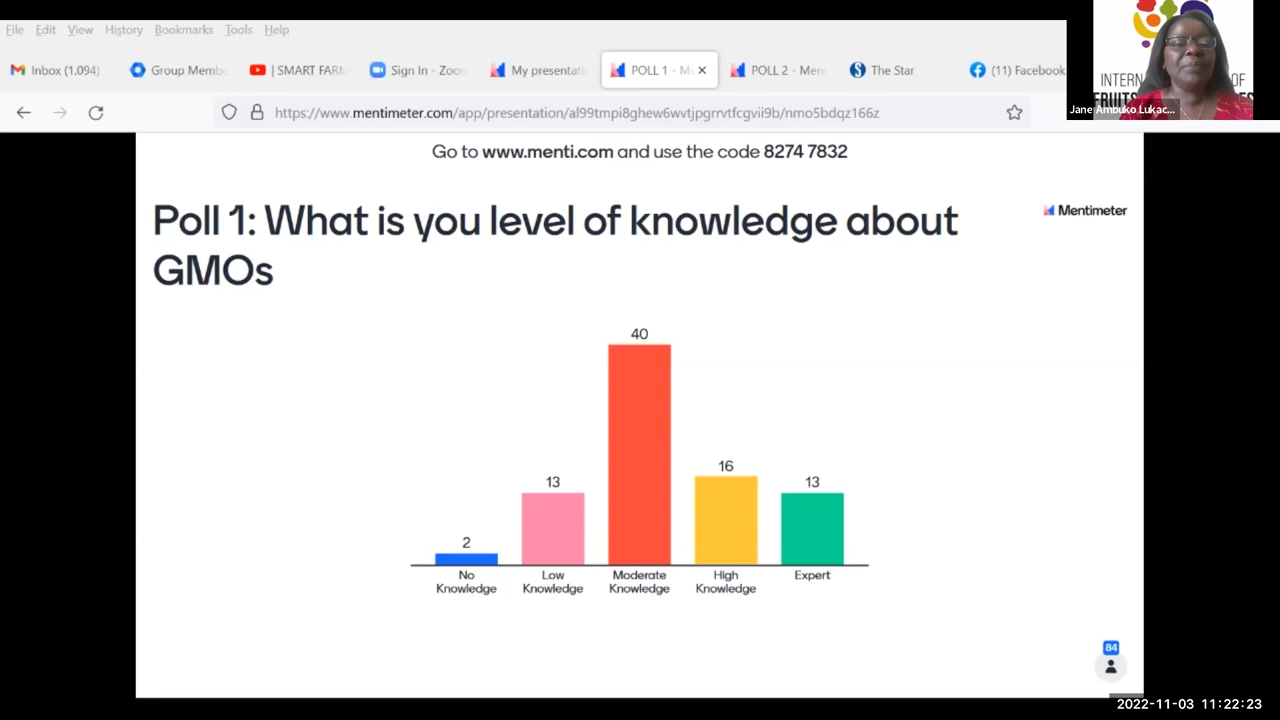 File Edit View History Bookmarks Tools Help
Inbox (1,094) Group Membe | SMART FARM Sign In - Zoom My presentati POLL 1 - M POLL 2 - Ment The Star (11) Facebook
https://www.mentimeter.com/app/presentation/al99tmpi8ghew6wvtjpgrrvtfcgvii9b/nmo5bdqz166z
INTERN OF
FRUITS ES
Jane Ambuko Lukac...
Go to www.menti.com and use the code 8274 7832
Poll 1: What is you level of knowledge about
GMOs
Mentimeter
40
16
13
13
2
No
Knowledge
Low
Knowledge
Moderate
Knowledge
High
Knowledge
Expert
84
2022-11-03 11:22:23